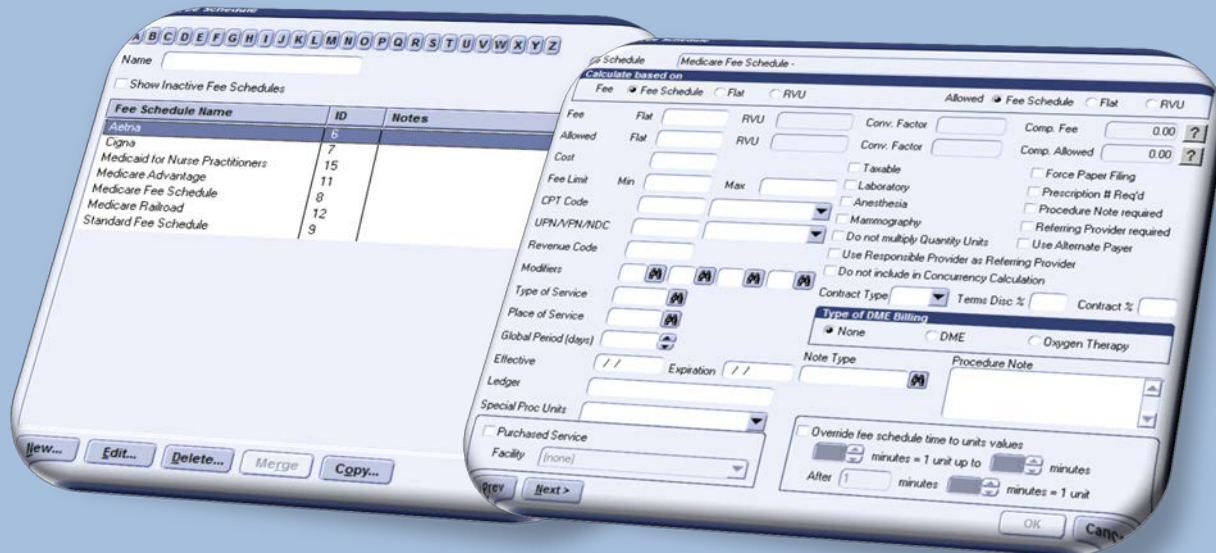 Fee Schedule
A B C D E F G H I J K L M N O P Q R S T U V W X Y Z
Name
Show Inactive Fee Schedules
Fee Schedule Name ID Notes
Aetna 6
Cigna 7
Medicaid for Nurse Practitioners 15
Medicare Advantage 11
Medicare Fee Schedule 8
Medicare Railroad 12
Standard Fee Schedule 9
New... Edit... Delete... Merge Copy...
Schedule Medicare Fee Schedule -
Calculate based on
Fee Fee Schedule Flat RVU Allowed Fee Schedule Flat RVU
Fee Flat RVU Conv. Factor Comp. Fee 0.00 ?
Allowed Flat RVU Conv. Factor Comp. Allowed 0.00 ?
Cost Taxable Force Paper Filing
Fee Limit Min Max Laboratory Prescription # Req'd
CPT Code Anesthesia Procedure Note required
Mammography Referring Provider required
UPN/VPN/NDC Do not multiply Quantity Units Use Alternate Payer
Revenue Code Use Responsible Provider as Referring Provider
Modifiers Do not include in Concurrency Calculation
Type of Service Contract Type Terms Disc % Contract %
Place of Service Type of DME Billing
Global Period (days) None DME Oxygen Therapy
Effective / / Expiration / / Note Type Procedure Note
Ledger
Special Proc Units
Purchased Service Override fee schedule time to units values
Facility (none) minutes = 1 unit up to minutes
After 1 minutes minutes = 1 unit
Prev Next >
OK